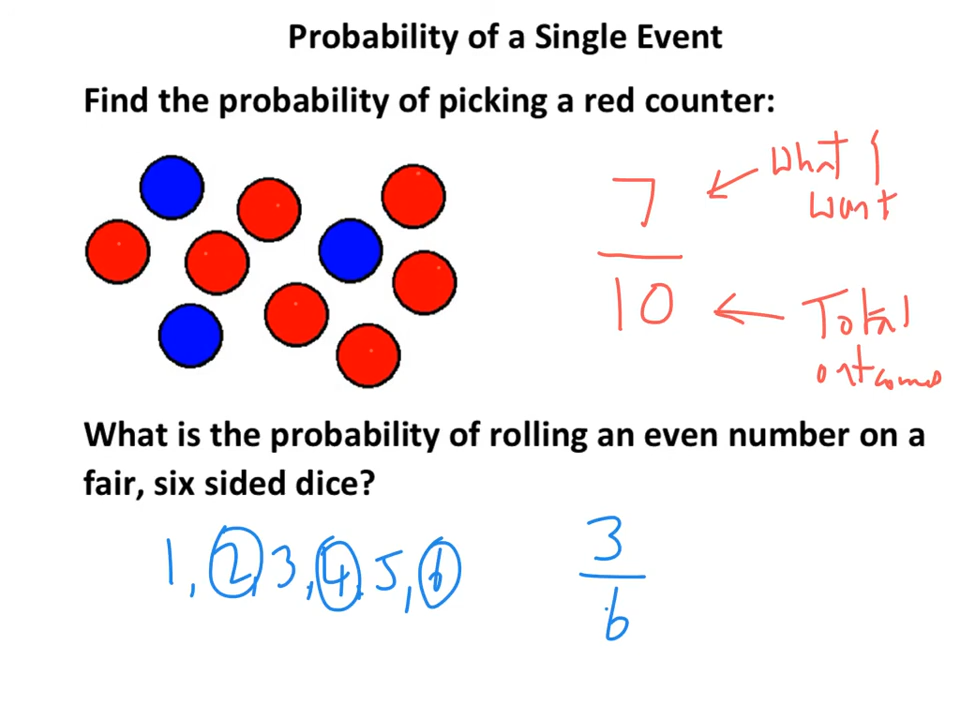 Probability of a Single Event
Find the probability of picking a red counter:
7
10
What I
want
Total
outcomes
What is the probability of rolling an even number on a
fair, six sided dice?
1, 2, 3, 4, 5, 6
3
6